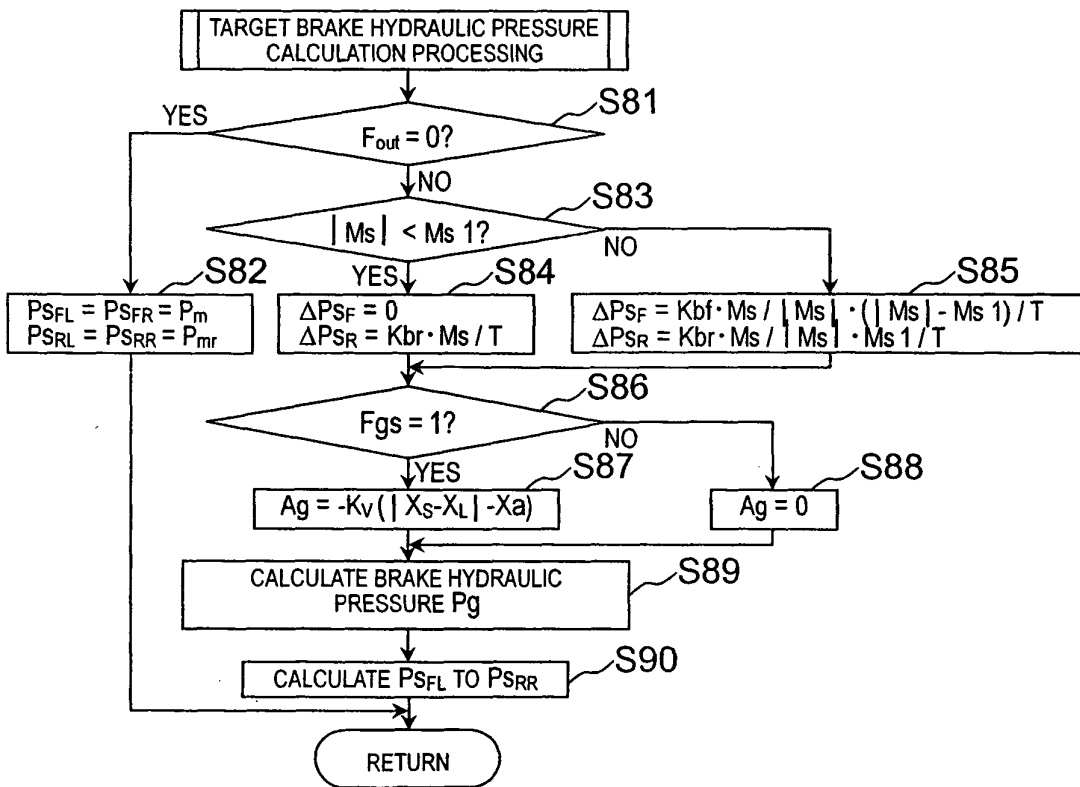 TARGET BRAKE HYDRAULIC PRESSURE
CALCULATION PROCESSING
S81
YES
Fout = 0?
NO
S83
| Ms | < Ms 1?
NO
YES
S82
PsFL = PsFR = Pm
PsRL = PsRR = Pmr
S84
ΔPsF = 0
ΔPsR = Kbr · Ms / T
S85
ΔPsF = Kbf · Ms / | Ms | · (| Ms | - Ms 1) / T
ΔPsR = Kbr · Ms / | Ms | · Ms 1 / T
S86
Fgs = 1?
NO
YES
S87
Ag = -Kv (| Xs-XL | -Xa)
S88
Ag = 0
S89
CALCULATE BRAKE HYDRAULIC
PRESSURE Pg
S90
CALCULATE PsFL TO PsRR
RETURN